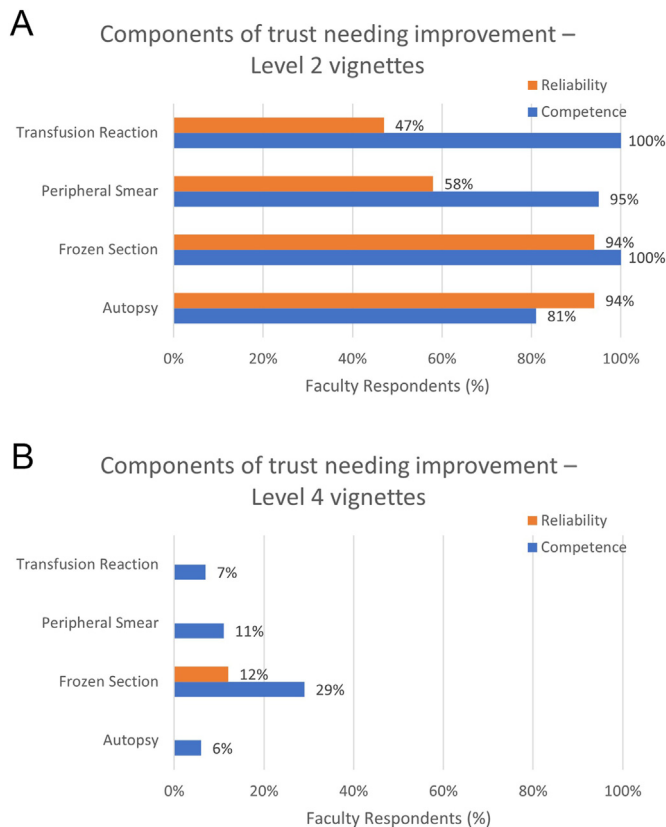 A
Components of trust needing improvement –
Level 2 vignettes
Reliability
Competence
Transfusion Reaction
47%
100%
Peripheral Smear
58%
95%
Frozen Section
94%
100%
Autopsy
94%
81%
0% 20% 40% 60% 80% 100%
Faculty Respondents (%)
B
Components of trust needing improvement –
Level 4 vignettes
Reliability
Competence
Transfusion Reaction
7%
Peripheral Smear
11%
Frozen Section
12%
29%
Autopsy
6%
0% 20% 40% 60% 80% 100%
Faculty Respondents (%)